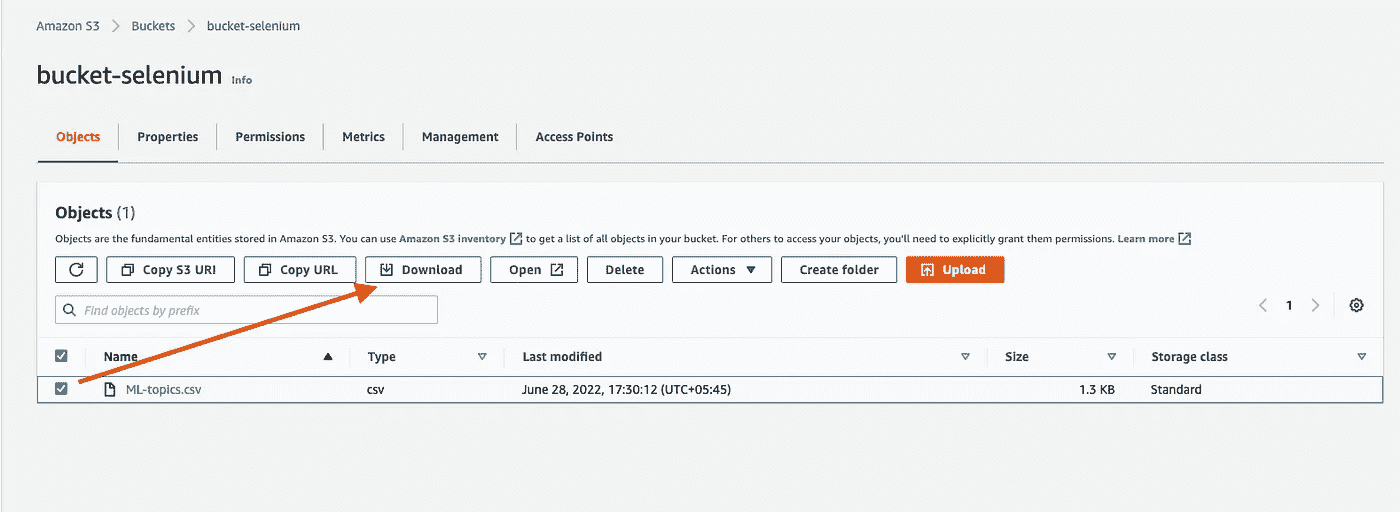 Amazon S3 > Buckets > bucket-selenium
bucket-selenium Info
Objects Properties Permissions Metrics Management Access Points
Objects (1)
Objects are the fundamental entities stored in Amazon S3. You can use Amazon S3 inventory to get a list of all objects in your bucket. For others to access your objects, you'll need to explicitly grant them permissions. Learn more
Copy S3 URI Copy URL Download Open Delete Actions Create folder Upload
Find objects by prefix 1
Name Type Last modified Size Storage class
ML-topics.csv csv June 28, 2022, 17:30:12 (UTC+05:45) 1.3 KB Standard